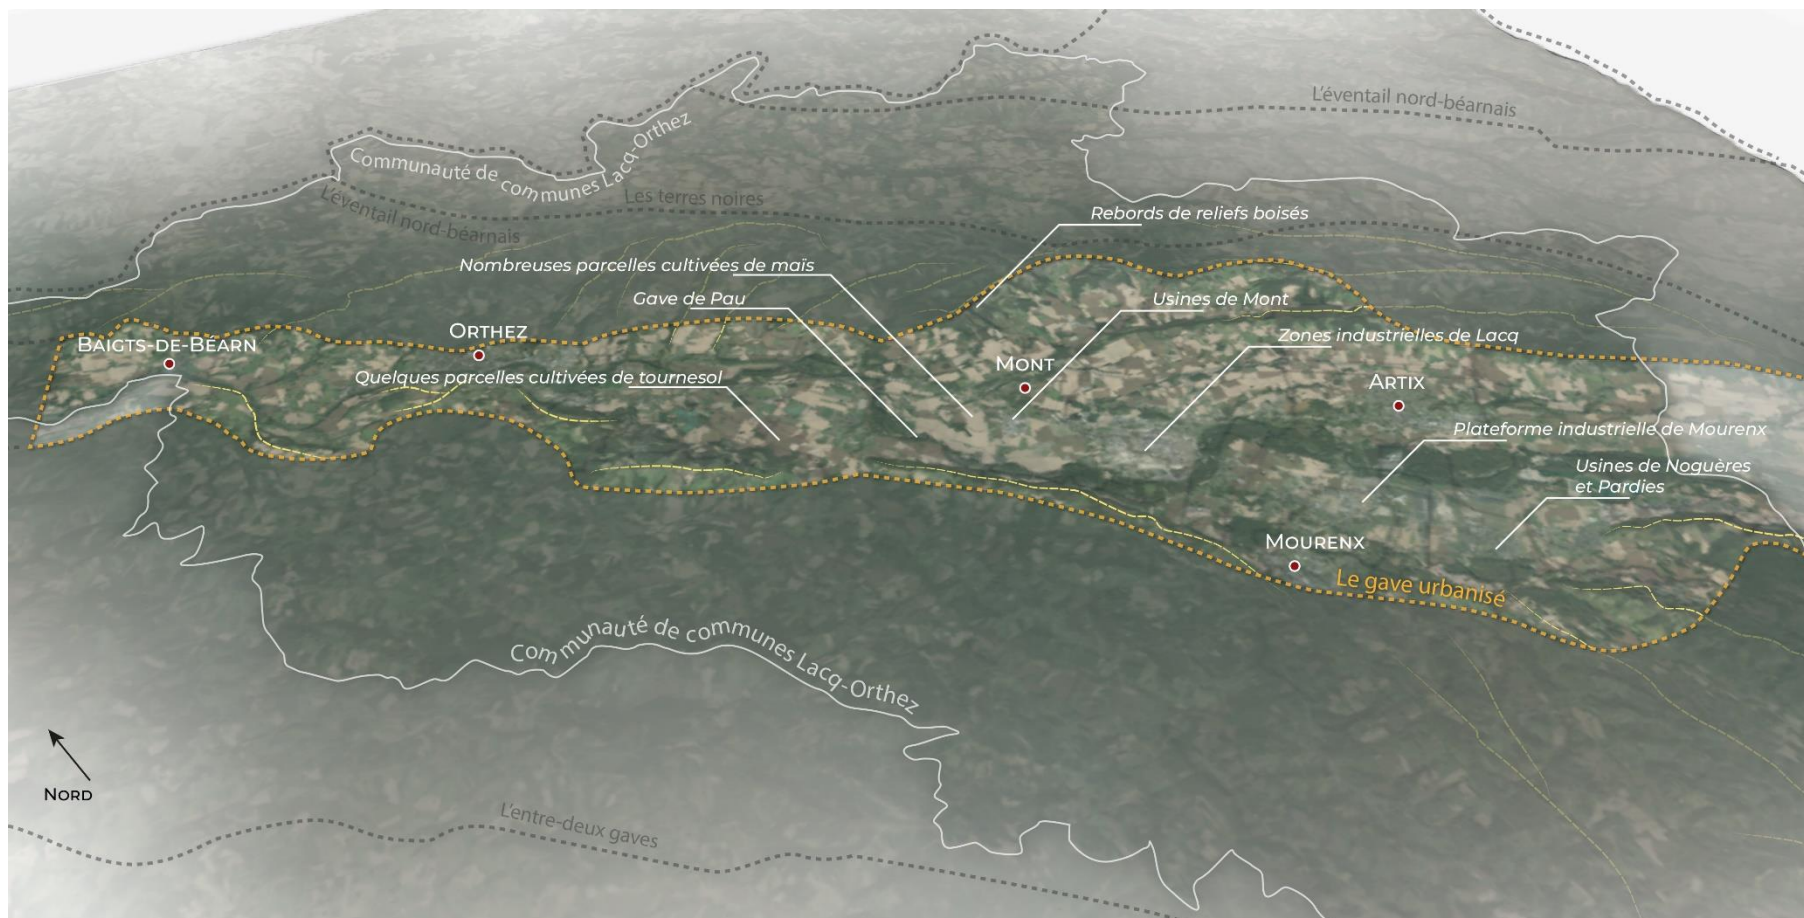 L'éventail nord-béarnais
Communauté de communes Lacq-Orthez
Les terres noires
L'éventail nord-béarnais
Rebords de reliefs boisés
Nombreuses parcelles cultivées de maïs
Gave de Pau
Usines de Mont
Orthez
Zones industrielles de Lacq
Baigts-de-Béarn
Mont
Quelques parcelles cultivées de tournesol
Artix
Plateforme industrielle de Mourenx
Usines de Noguères
et Pardies
Mourenx
Le gave urbanisé
Communauté de communes Lacq-Orthez
Nord
L'entre-deux gaves